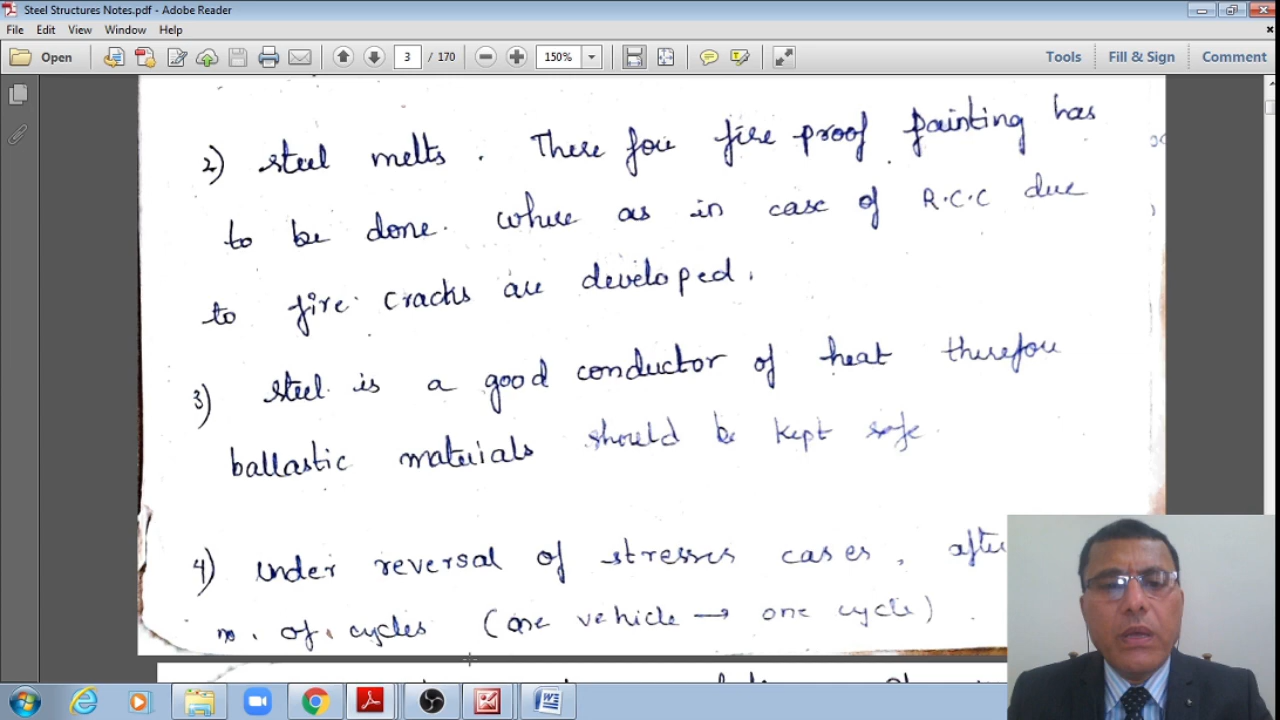 Steel Structures Notes.pdf - Adobe Reader
File Edit View Window Help
Open 3 / 170 150% Tools Fill & Sign Comment
2) steel melts. There fore fire proof painting has
to be done. where as in case of R.C.C due
to fire cracks are developed.
3) steel is a good conductor of heat therefore
ballastic materials should be kept safe
4) under reversal of stresses cases, after
no. of cycles (one vehicle → one cycle).